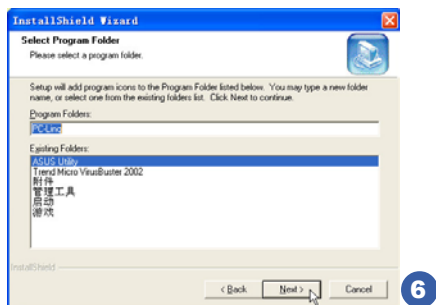 InstallShield Wizard
Select Program Folder
Please select a program folder.
Setup will add program icons to the Program Folder listed below. You may type a new folder
name, or select one from the existing folders list. Click Next to continue.
Program Folders:
PC-Linq
Existing Folders:
ASUS Utility
Trend Micro VirusBuster 2002
附件
管理工具
启动
游戏
InstallShield
< Back
Next >
Cancel
6